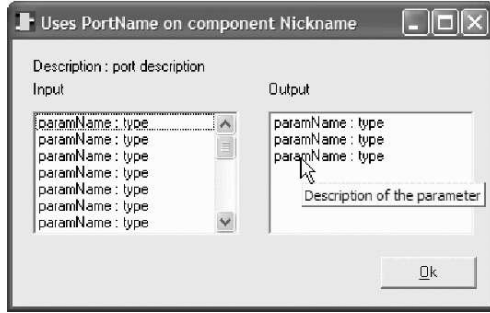 Uses PortName on component Nickname
Description : port description
Input
paramName : type
paramName : type
paramName : type
paramName : type
paramName : type
paramName : type
paramName : type
Output
paramName : type
paramName : type
paramName : type
Description of the parameter
Ok